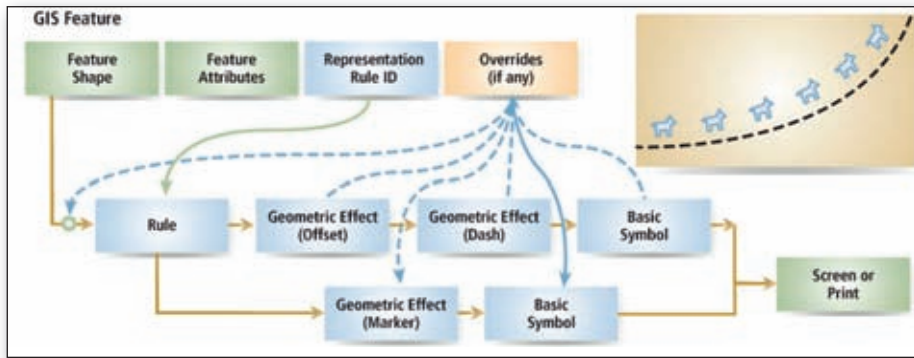 GIS Feature
Feature
Shape
Feature
Attributes
Representation
Rule ID
Overrides
(if any)
Rule
Geometric Effect
(Offset)
Geometric Effect
(Dash)
Basic
Symbol
Geometric Effect
(Marker)
Basic
Symbol
Screen or
Print